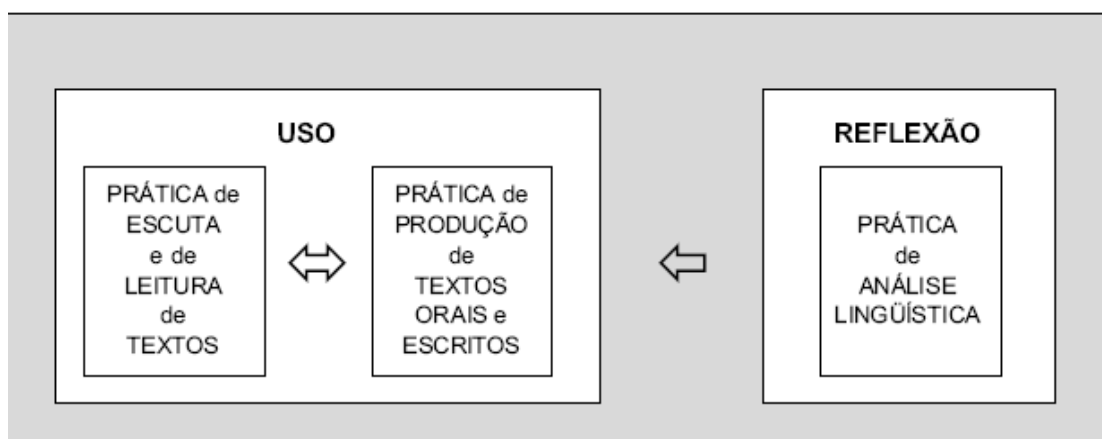 USO
PRÁTICA de
ESCUTA
e de
LEITURA
de
TEXTOS
PRÁTICA de
PRODUÇÃO
de
TEXTOS
ORAIS e
ESCRITOS
REFLEXÃO
PRÁTICA
de
ANÁLISE
LINGÜÍSTICA